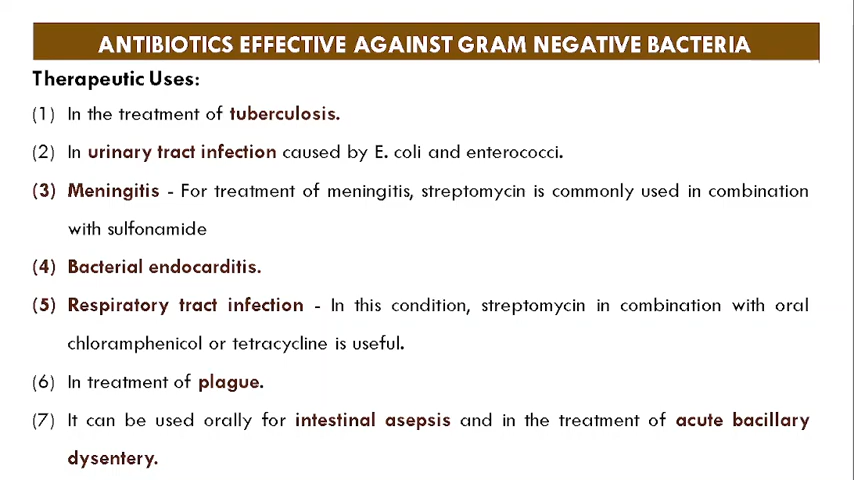 ANTIBIOTICS EFFECTIVE AGAINST GRAM NEGATIVE BACTERIA
Therapeutic Uses:
(1) In the treatment of tuberculosis.
(2) In urinary tract infection caused by E. coli and enterococci.
(3) Meningitis - For treatment of meningitis, streptomycin is commonly used in combination
with sulfonamide
(4) Bacterial endocarditis.
(5) Respiratory tract infection - In this condition, streptomycin in combination with oral
chloramphenicol or tetracycline is useful.
(6) In treatment of plague.
(7) It can be used orally for intestinal asepsis and in the treatment of acute bacillary
dysentery.